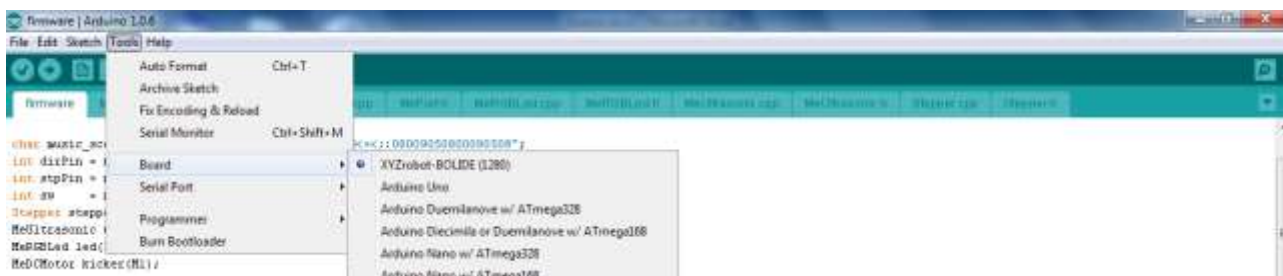 firmware | Arduino 1.0.6
File Edit Sketch Tools Help
Auto Format Ctrl+T
Archive Sketch
firmware
Fix Encoding & Reload
Serial Monitor Ctrl+Shift+M
char music_sc
int dirPin =
Board
XYZrobot-BOLIDE (1280)
int stpPin =
Serial Port
Arduino Uno
int sw =
Stepper stepp
Programmer
Arduino Duemilanove w/ ATmega328
MeUltrasonic
Burn Bootloader
Arduino Diecimila or Duemilanove w/ ATmega168
MeRGBLed led(
Arduino Nano w/ ATmega328
MeDCMotor kicker(M1);
Arduino Nano w/ ATmega168